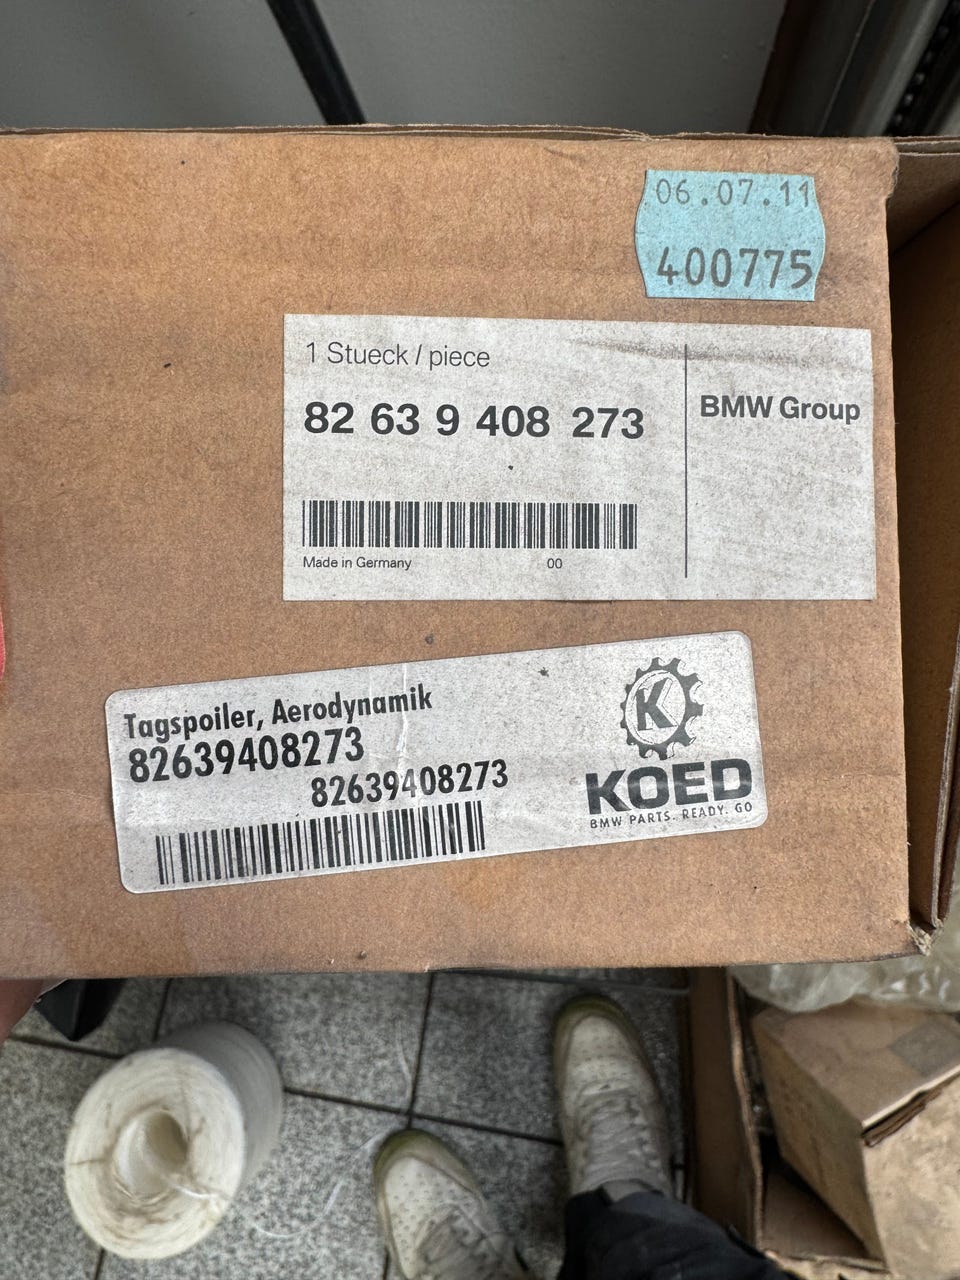 06.07.11
400775
1 Stueck / piece
82 63 9 408 273
BMW Group
Made in Germany
00
Tagspoiler, Aerodynamik
82639408273
82639408273
K
KOED
BMW PARTS. READY. GO